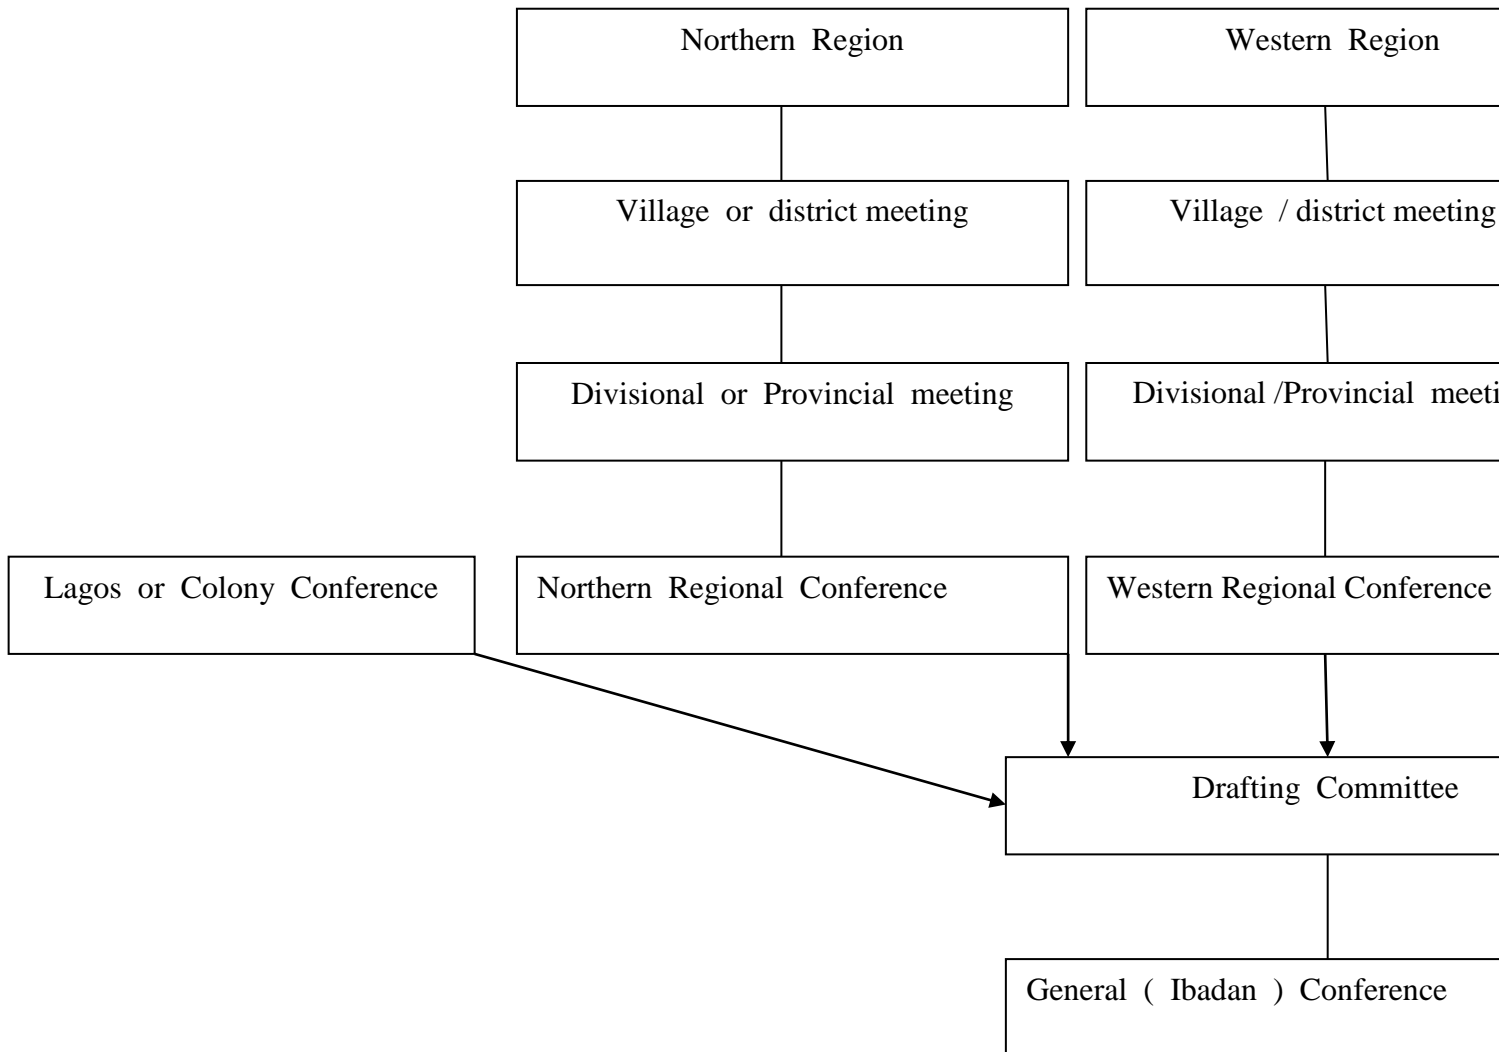 Northern Region
Western Region
Village or district meeting
Village / district meeting
Divisional or Provincial meeting
Divisional /Provincial meeti
Lagos or Colony Conference
Northern Regional Conference
Western Regional Conference
Drafting Committee
General ( Ibadan ) Conference